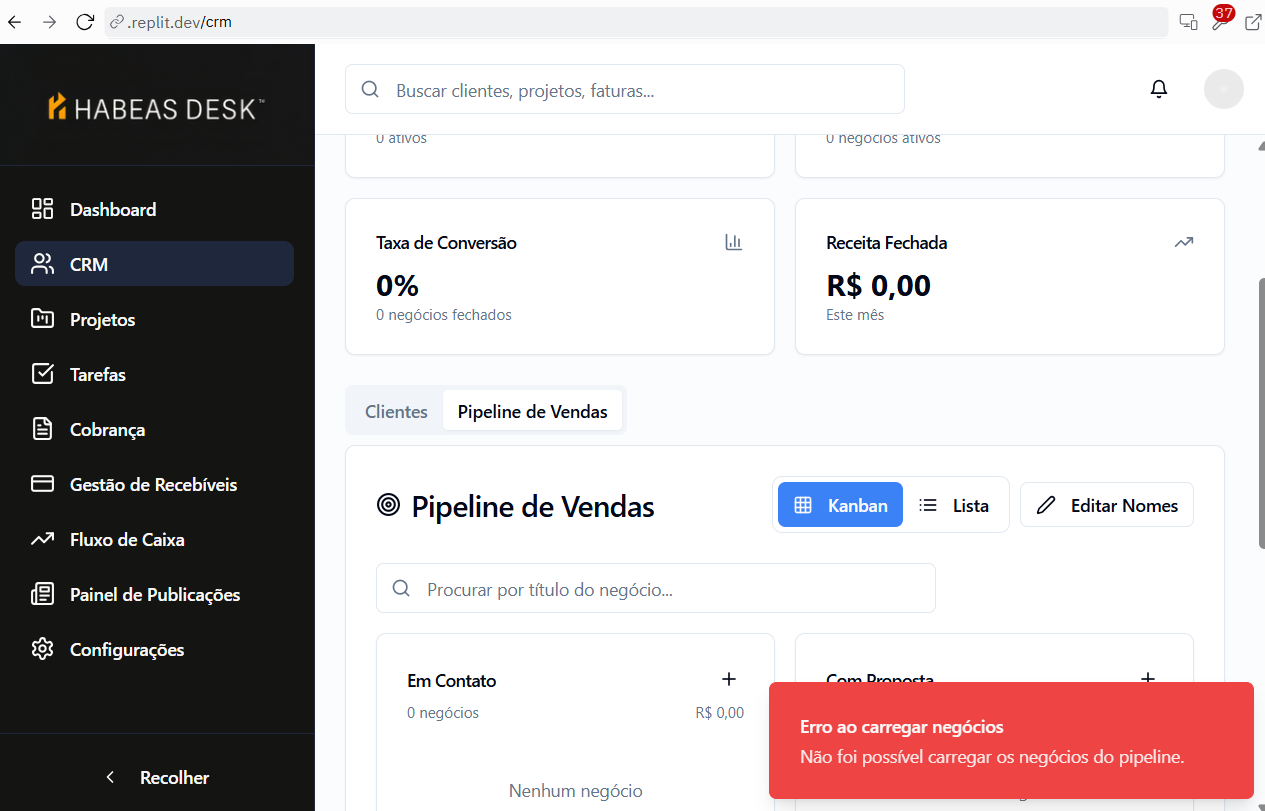 .replit.dev/crm
37
HABEAS DESK™
Buscar clientes, projetos, faturas...
0 ativos
0 negócios ativos
Dashboard
CRM
Projetos
Tarefas
Cobrança
Gestão de Recebíveis
Fluxo de Caixa
Painel de Publicações
Configurações
Recolher
Taxa de Conversão
0%
0 negócios fechados
Receita Fechada
R$ 0,00
Este mês
Clientes
Pipeline de Vendas
Pipeline de Vendas
Kanban
Lista
Editar Nomes
Procurar por título do negócio...
Em Contato
0 negócios
R$ 0,00
Nenhum negócio
Com Proposta
Erro ao carregar negócios
Não foi possível carregar os negócios do pipeline.